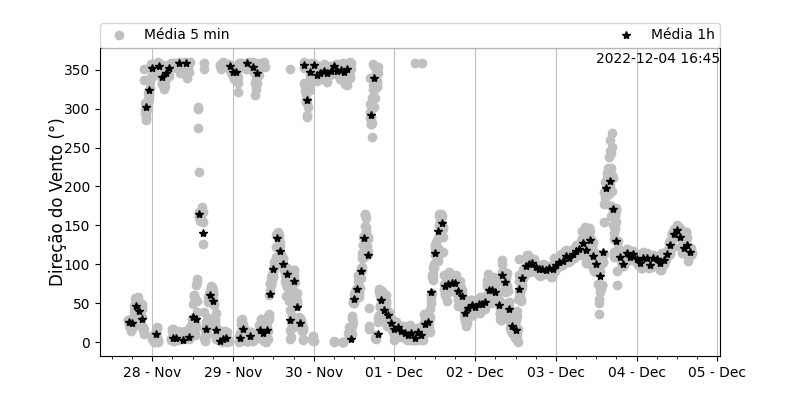 Média 5 min
Média 1h
2022-12-04 16:45
Direção do Vento (°)
350
300
250
200
150
100
50
0
28 - Nov
29 - Nov
30 - Nov
01 - Dec
02 - Dec
03 - Dec
04 - Dec
05 - Dec